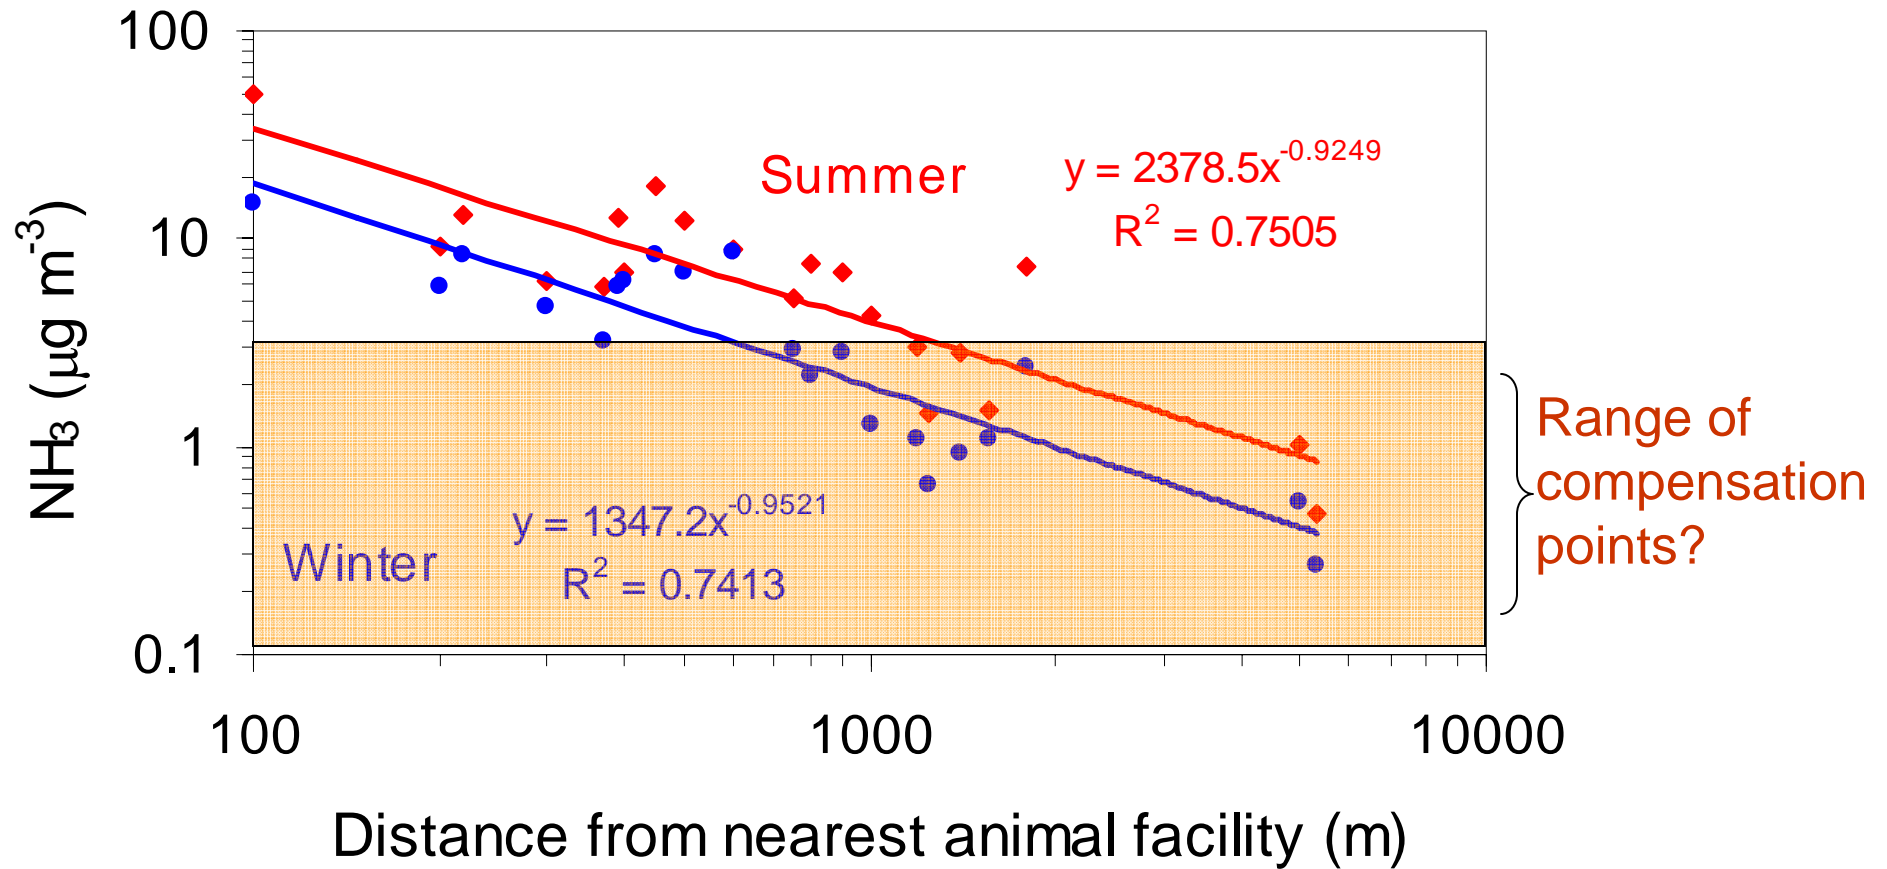 100
10
1
0.1
NH₃ (μg m⁻³)
Summer
y = 2378.5x⁻⁰·⁹²⁴⁹
R² = 0.7505
Winter
y = 1347.2x⁻⁰·⁹⁵²¹
R² = 0.7413
Range of
compensation
points?
100 1000 10000
Distance from nearest animal facility (m)